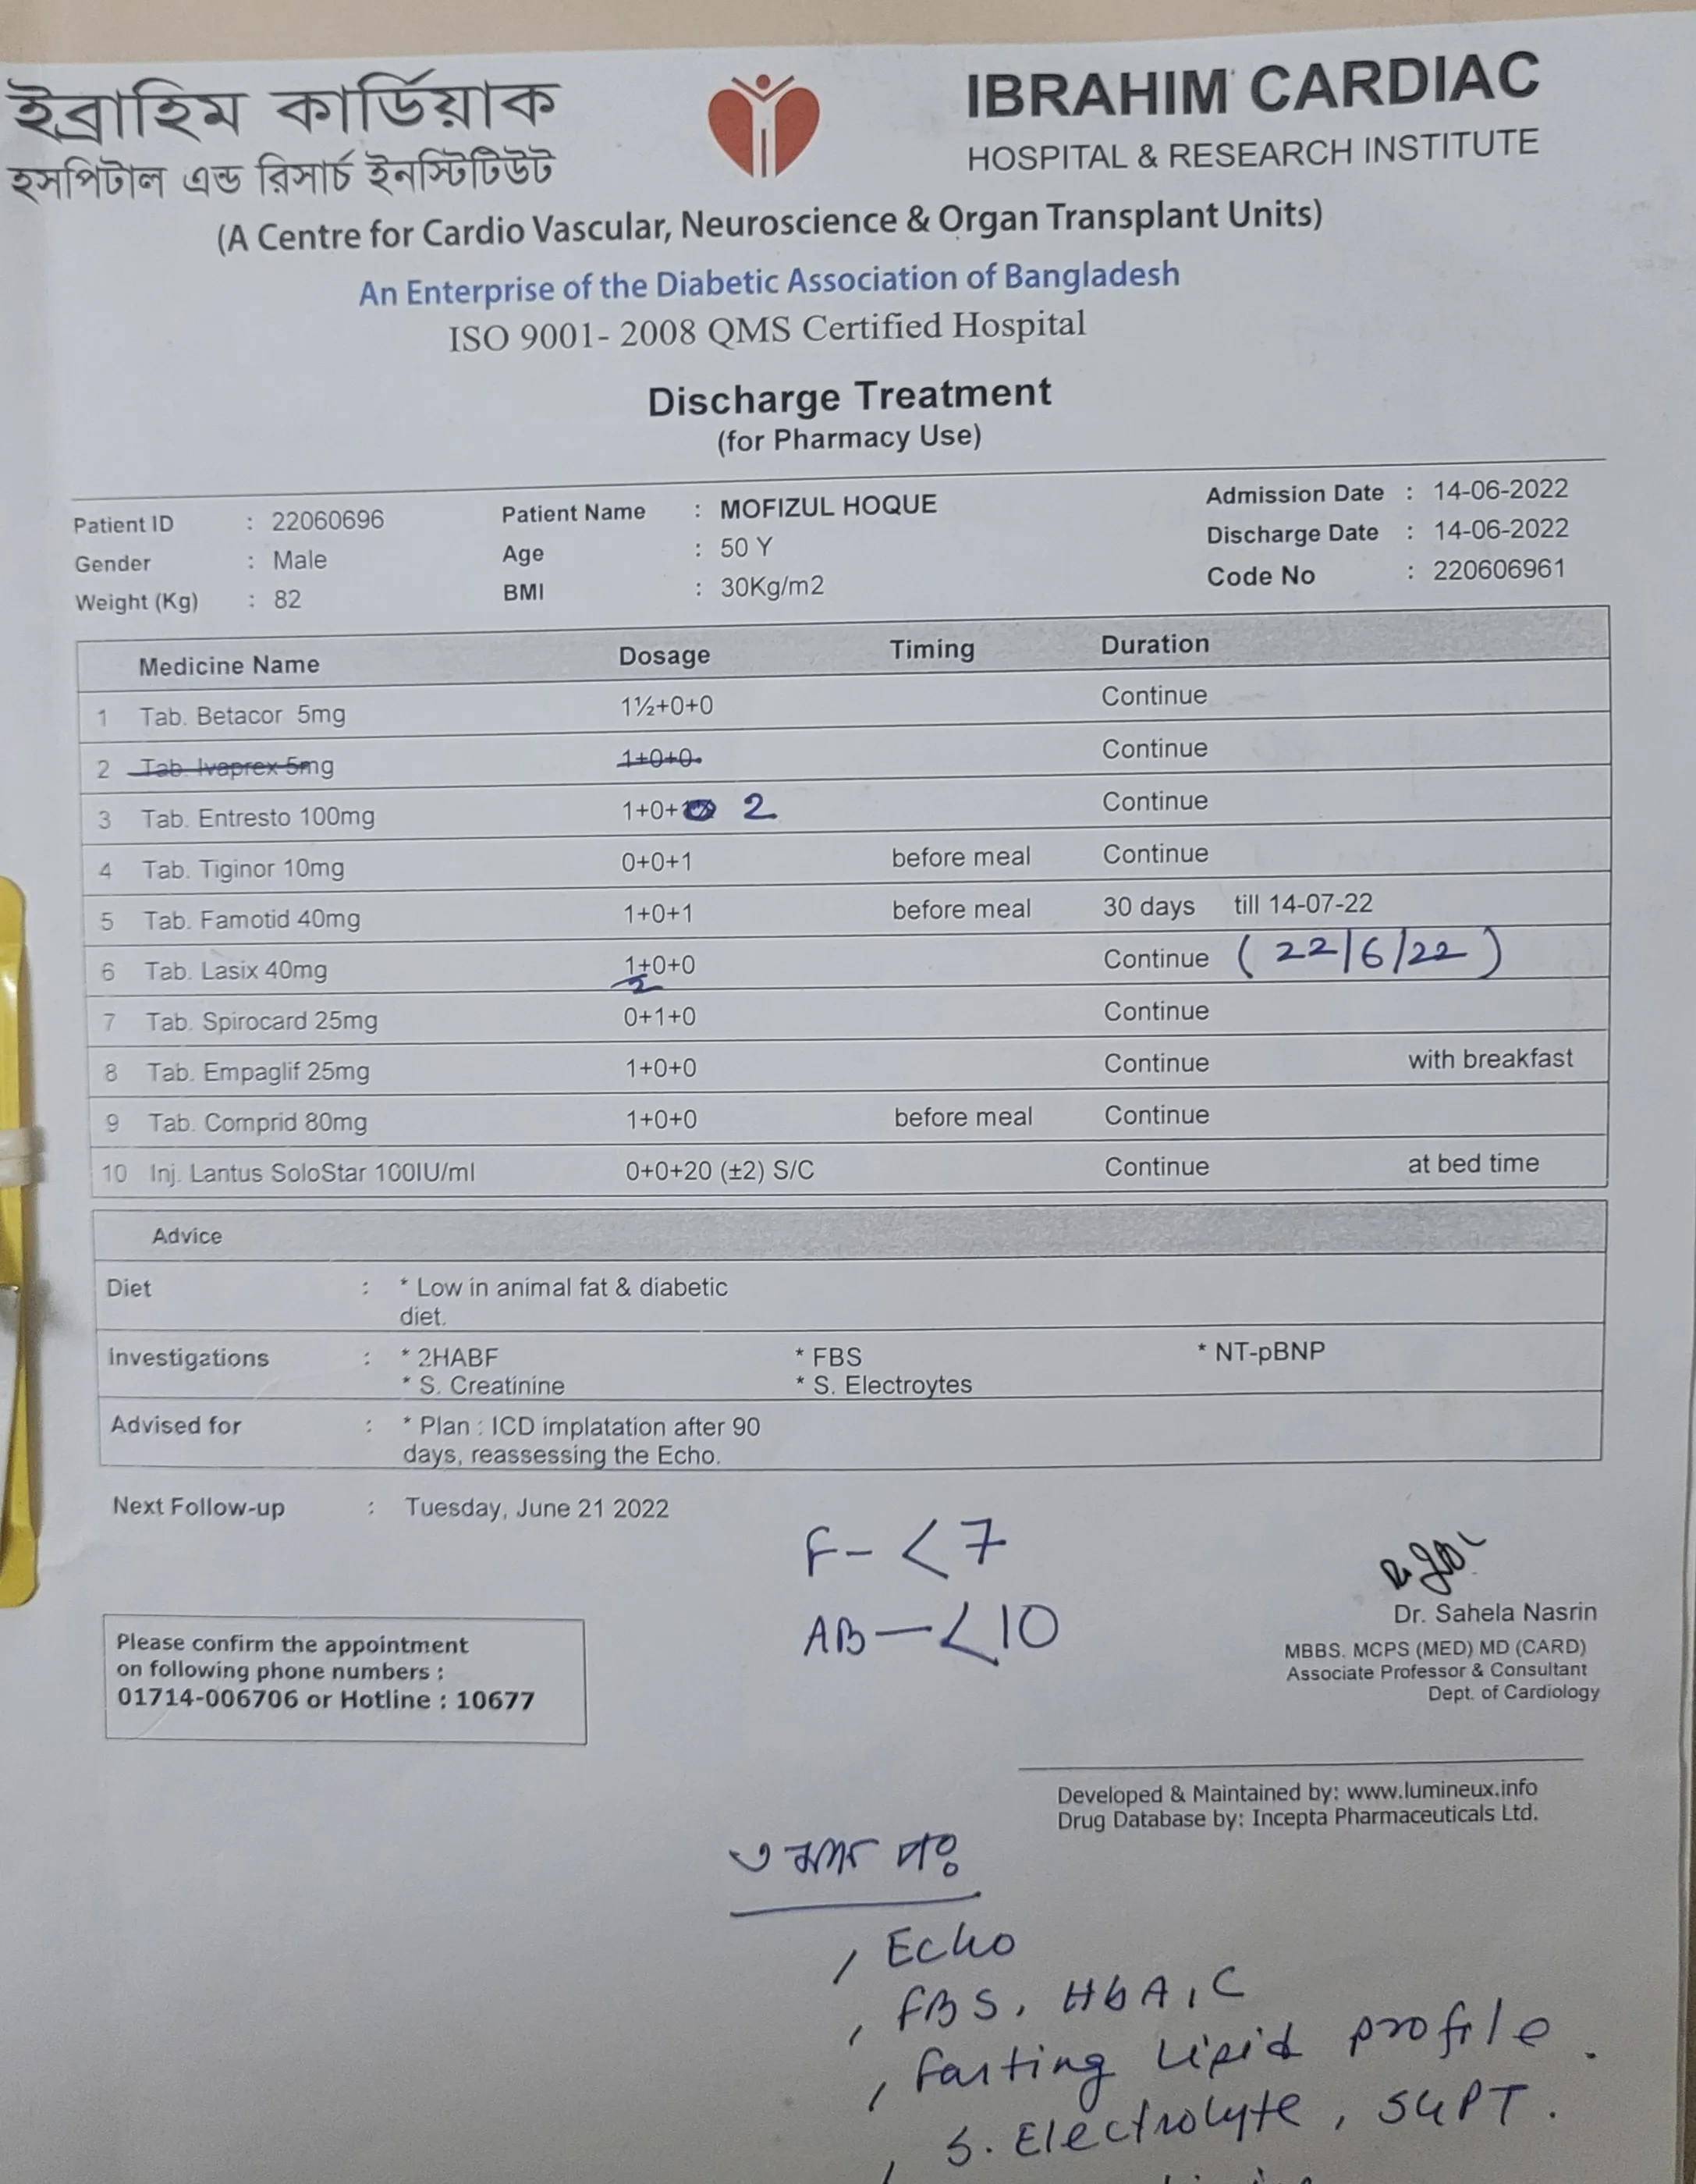 ইব্রাহিম কার্ডিয়াক
হসপিটাল এন্ড রিসার্চ ইনস্টিটিউট
IBRAHIM CARDIAC
HOSPITAL & RESEARCH INSTITUTE
(A Centre for Cardio Vascular, Neuroscience & Organ Transplant Units)
An Enterprise of the Diabetic Association of Bangladesh
ISO 9001- 2008 QMS Certified Hospital
Discharge Treatment
(for Pharmacy Use)
Patient ID : 22060696 Patient Name : MOFIZUL HOQUE Admission Date : 14-06-2022
Gender : Male Age : 50 Y Discharge Date : 14-06-2022
Weight (Kg) : 82 BMI : 30Kg/m2 Code No : 220606961
Medicine Name Dosage Timing Duration
1 Tab. Betacor 5mg 1½+0+0 Continue
2 Tab. Ivaprex 5mg 1+0+0 Continue
3 Tab. Entresto 100mg 1+0+ 2 Continue
4 Tab. Tiginor 10mg 0+0+1 before meal Continue
5 Tab. Famotid 40mg 1+0+1 before meal 30 days till 14-07-22
6 Tab. Lasix 40mg 1+0+0 Continue (22/6/22)
2
7 Tab. Spirocard 25mg 0+1+0 Continue
8 Tab. Empaglif 25mg 1+0+0 Continue with breakfast
9 Tab. Comprid 80mg 1+0+0 before meal Continue
10 Inj. Lantus SoloStar 100IU/ml 0+0+20 (±2) S/C Continue at bed time
Advice
Diet : * Low in animal fat & diabetic
diet.
Investigations : * 2HABF * FBS * NT-pBNP
* S. Creatinine * S. Electroytes
Advised for : * Plan : ICD implatation after 90
days, reassessing the Echo.
Next Follow-up : Tuesday, June 21 2022
F- <7
AB — <10
Dr. Sahela Nasrin
MBBS. MCPS (MED) MD (CARD)
Associate Professor & Consultant
Dept. of Cardiology
Please confirm the appointment
on following phone numbers :
01714-006706 or Hotline : 10677
Developed & Maintained by: www.lumineux.info
Drug Database by: Incepta Pharmaceuticals Ltd.
৩ মাস পর
, Echo
, FBS, HbA1C
, Fasting Lipid profile.
S. Electrolyte, SGPT.